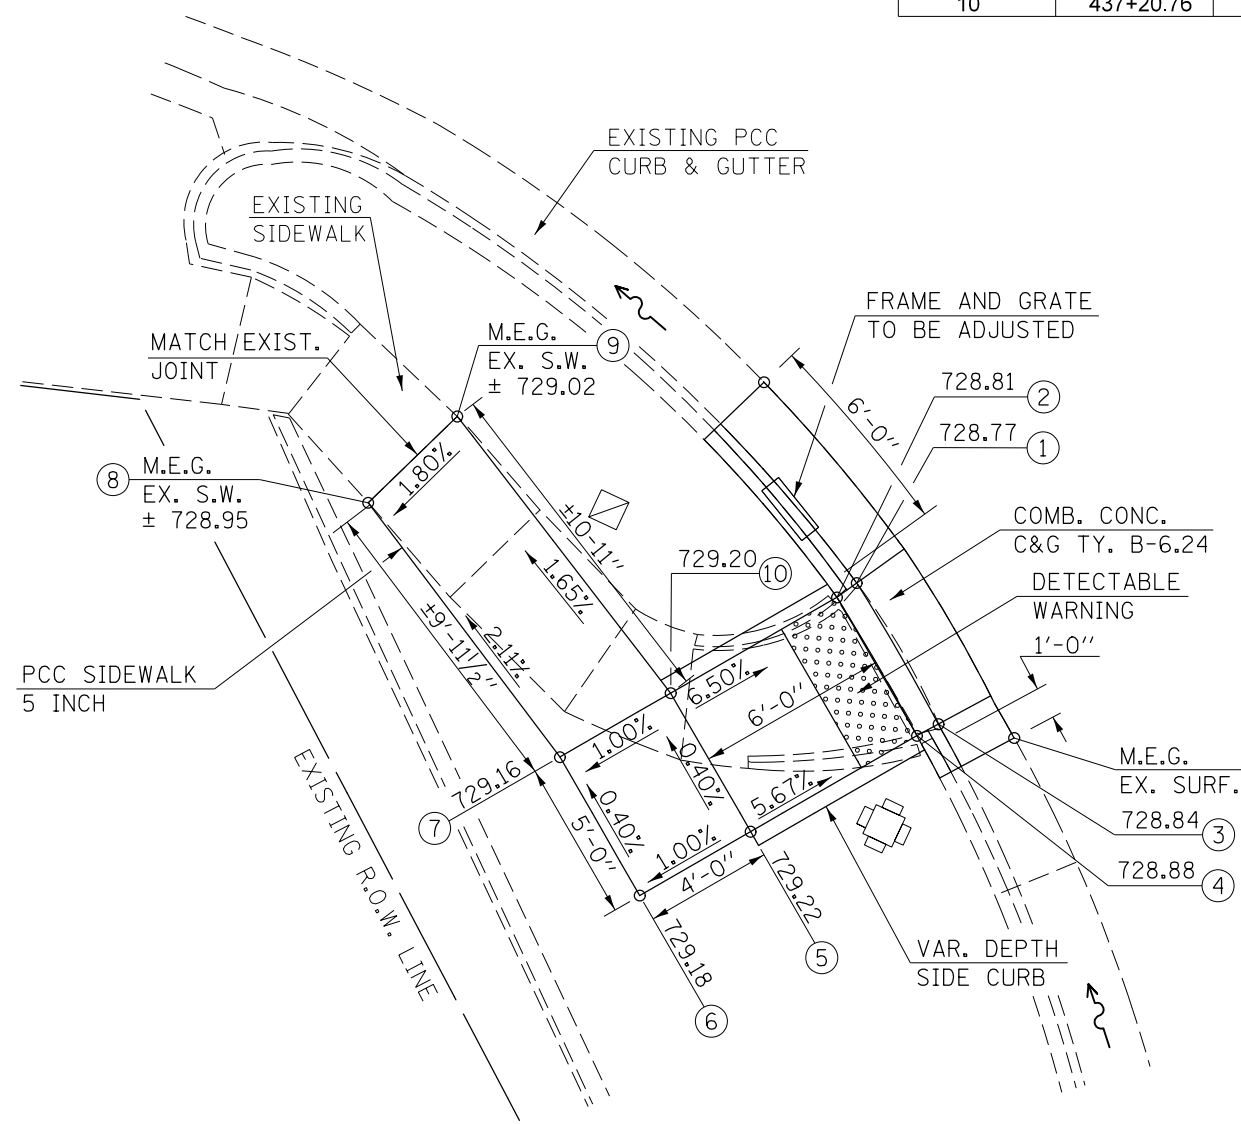 10 437+20.76
EXISTING PCC
CURB & GUTTER
EXISTING
SIDEWALK
FRAME AND GRATE
TO BE ADJUSTED
MATCH EXIST.
JOINT
M.E.G.
EX. S.W.
± 729.02
9
728.81
2
6'-0"
728.77
1
1.80%
8
M.E.G.
EX. S.W.
± 728.95
±10-11"
COMB. CONC.
C&G TY. B-6.24
729.20
10
1.65%
DETECTABLE
WARNING
2.11%
±9'-11½"
1'-0"
PCC SIDEWALK
5 INCH
6.50%
6'-0"
1.00%
0.40%
M.E.G.
EX. SURF.
729.16
7
5.67%
0.40%
5'-0"
728.84
3
1.00%
4'-0"
728.88
4
729.22
5
EXISTING R.O.W. LINE
729.18
6
VAR. DEPTH
SIDE CURB